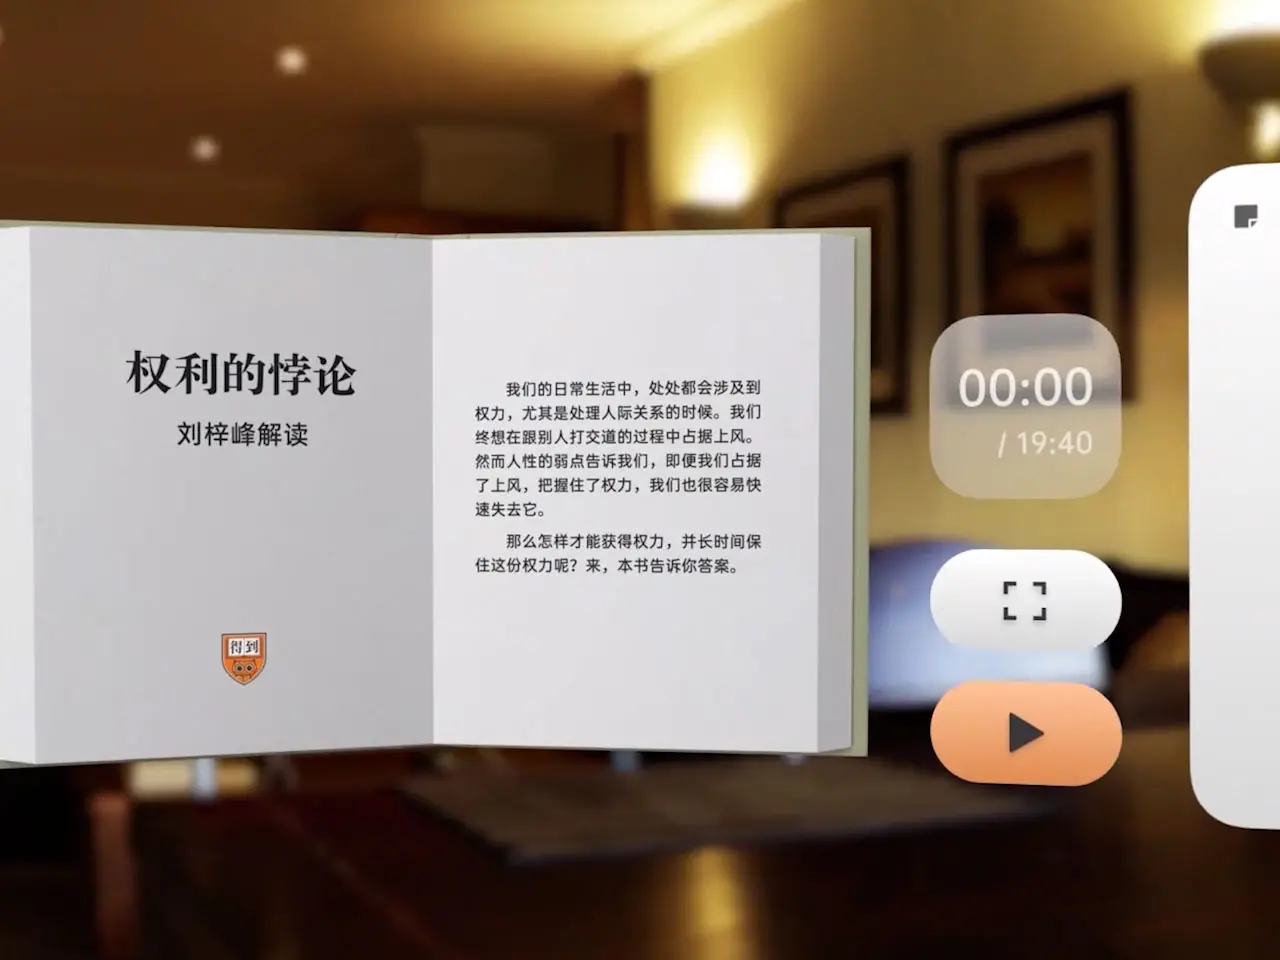 权利的悖论
刘梓峰解读
得到
我们的日常生活中，处处都会涉及到
权力，尤其是处理人际关系的时候。我们
终想在跟别人打交道的过程中占据上风。
然而人性的弱点告诉我们，即便我们占据
了上风，把握住了权力，我们也很容易快
速失去它。
那么怎样才能获得权力，并长时间保
住这份权力呢？来，本书告诉你答案。
00:00
/ 19:40